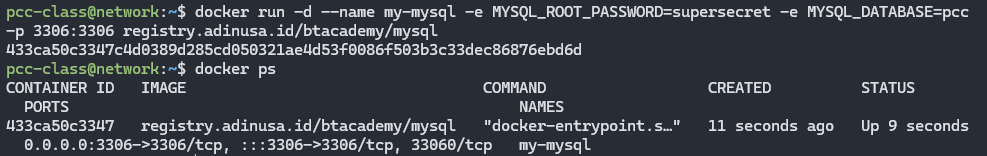 pcc-class@network:~$ docker run -d --name my-mysql -e MYSQL_ROOT_PASSWORD=supersecret -e MYSQL_DATABASE=pcc
-p 3306:3306 registry.adinusa.id/btacademy/mysql
433ca50c3347c4d0389d285cd050321ae4d53f0086f503b3c33dec86876ebd6d
pcc-class@network:~$ docker ps
CONTAINER ID   IMAGE                                 COMMAND                  CREATED          STATUS
  PORTS                                                  NAMES
433ca50c3347   registry.adinusa.id/btacademy/mysql   "docker-entrypoint.s…"   11 seconds ago   Up 9 seconds
  0.0.0.0:3306->3306/tcp, :::3306->3306/tcp, 33060/tcp   my-mysql